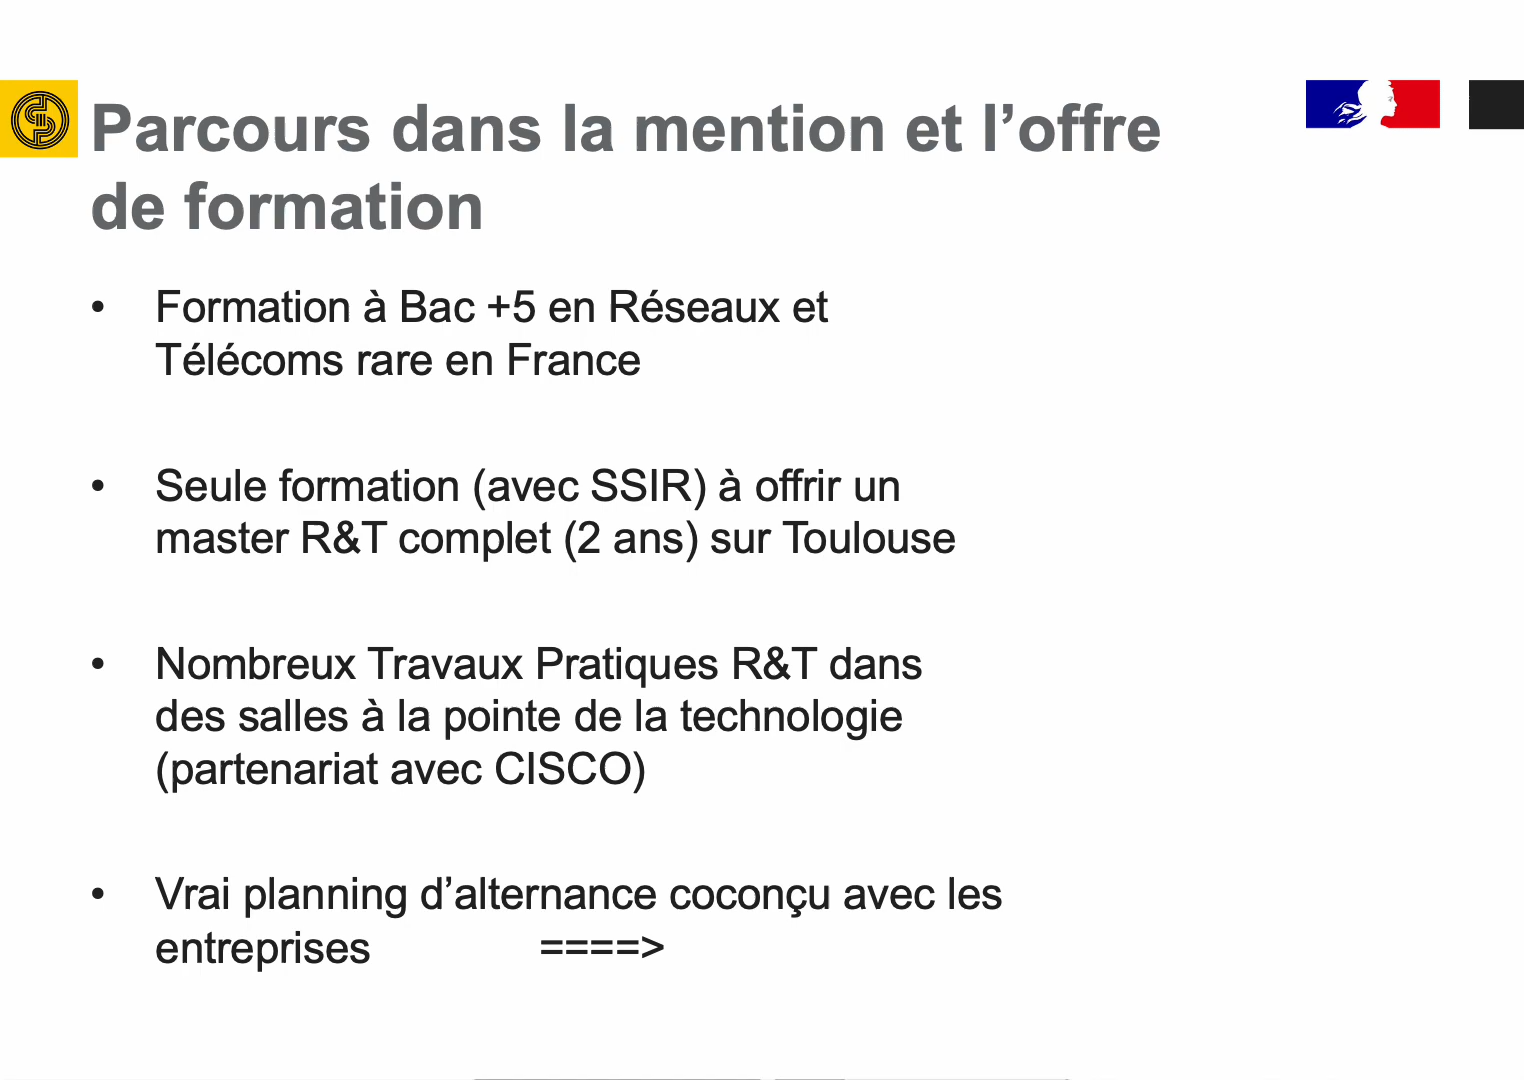 Parcours dans la mention et l’offre
de formation
• Formation à Bac +5 en Réseaux et
Télécoms rare en France
• Seule formation (avec SSIR) à offrir un
master R&T complet (2 ans) sur Toulouse
• Nombreux Travaux Pratiques R&T dans
des salles à la pointe de la technologie
(partenariat avec CISCO)
• Vrai planning d’alternance coconçu avec les
entreprises ====>